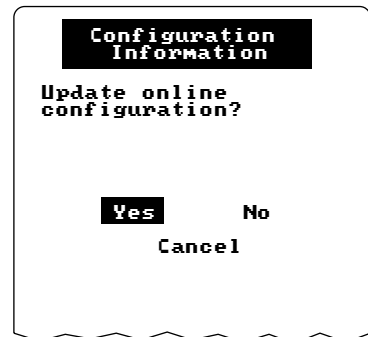 Configuration
Information
Update online
configuration?
Yes No
Cancel